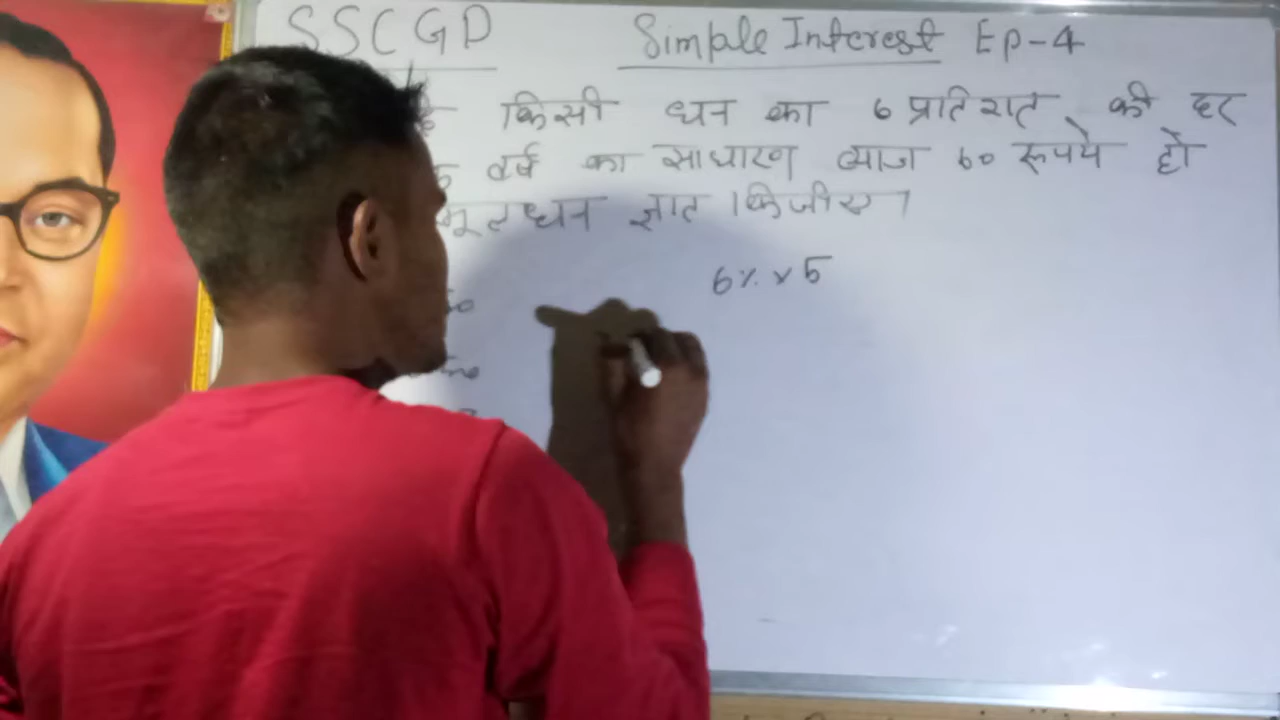 SSCGD
Simple Interest Ep-4
किसी धन का 6 प्रतिशत की दर
वर्ष का साधारण ब्याज 60 रूपये हो
मूलधन ज्ञात किजीए।
6% × 5